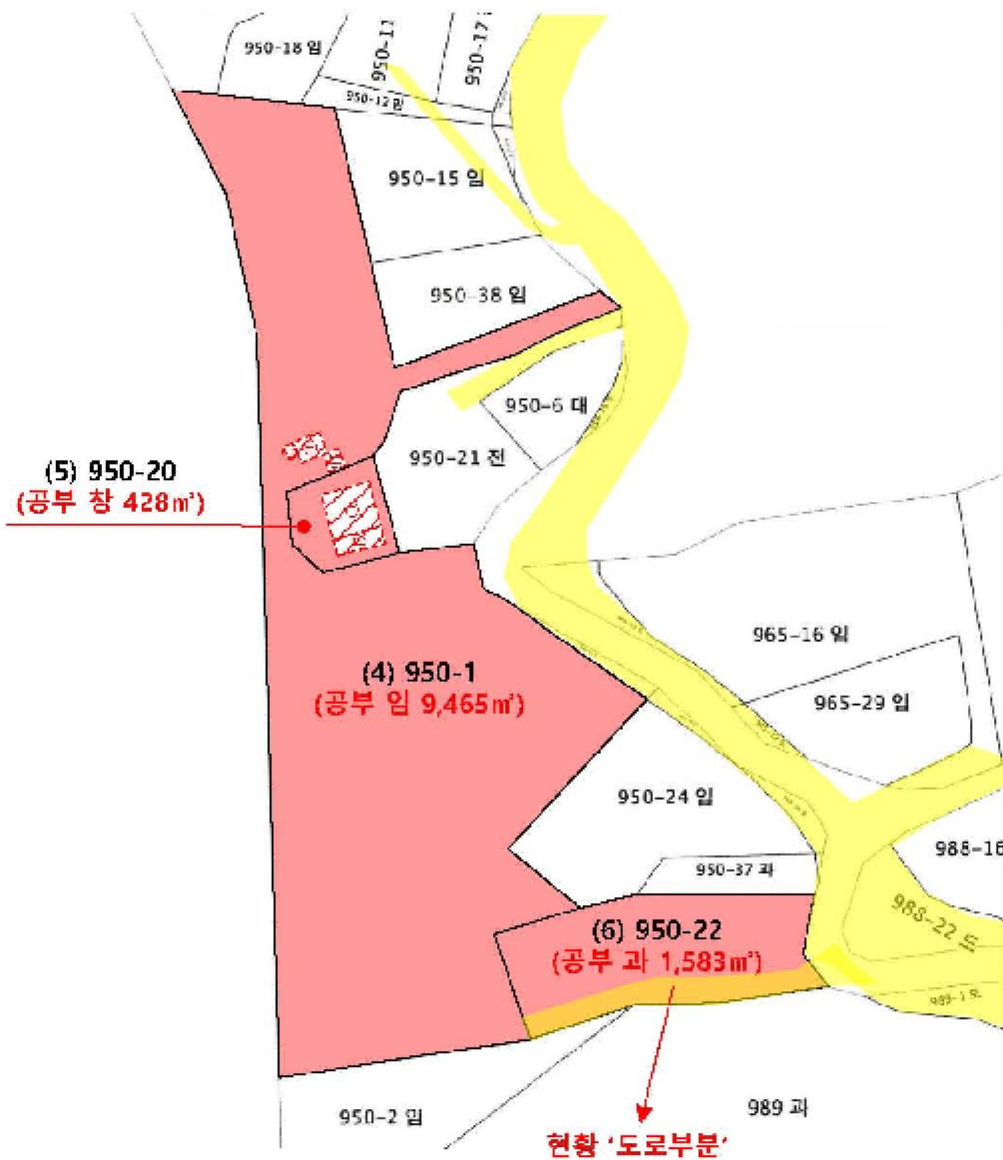 950-18 임
950-11
950-17
950-12 임
950-15 임
950-38 임
950-6 대
950-21 전
(5) 950-20
(공부 창 428㎡)
965-16 임
(4) 950-1
(공부 임 9,465㎡)
965-29 임
950-24 임
988-16
950-37 과
988-22 도
(6) 950-22
(공부 과 1,583㎡)
989-1 도
950-2 임
989 과
현황 '도로부분'